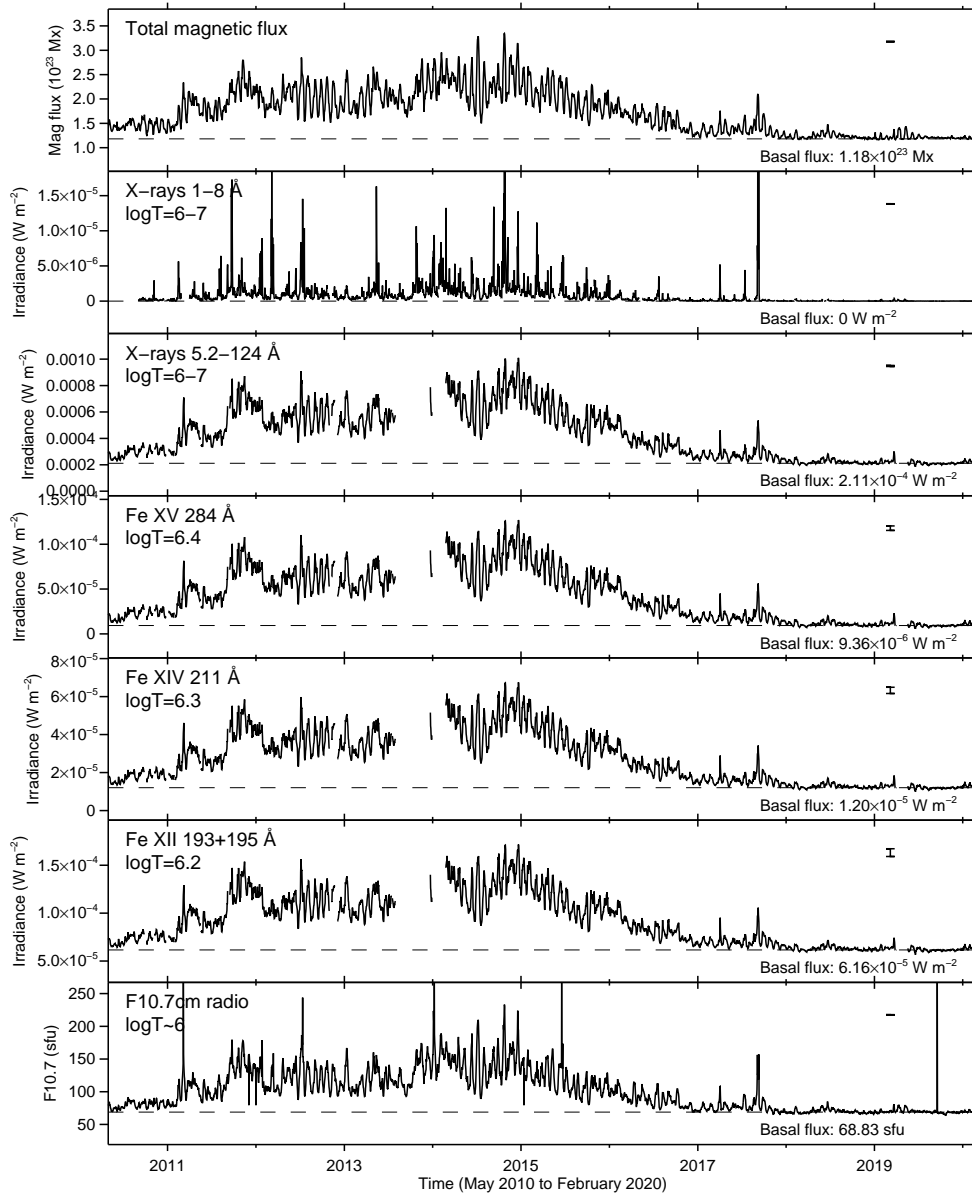 Total magnetic flux
3.5
3.0
2.5
2.0
1.5
1.0
Mag flux (10²³ Mx)
Basal flux: 1.18×10²³ Mx
X−rays 1−8 Å
logT=6−7
1.5×10⁻⁵
1.0×10⁻⁵
5.0×10⁻⁶
0
Irradiance (W m⁻²)
Basal flux: 0 W m⁻²
X−rays 5.2−124 Å
logT=6−7
0.0010
0.0008
0.0006
0.0004
0.0002
0.0000
Irradiance (W m⁻²)
Basal flux: 2.11×10⁻⁴ W m⁻²
Fe XV 284 Å
logT=6.4
1.5×10⁻⁴
1.0×10⁻⁴
5.0×10⁻⁵
0
Irradiance (W m⁻²)
Basal flux: 9.36×10⁻⁶ W m⁻²
Fe XIV 211 Å
logT=6.3
8×10⁻⁵
6×10⁻⁵
4×10⁻⁵
2×10⁻⁵
0
Irradiance (W m⁻²)
Basal flux: 1.20×10⁻⁵ W m⁻²
Fe XII 193+195 Å
logT=6.2
1.5×10⁻⁴
1.0×10⁻⁴
5.0×10⁻⁵
Irradiance (W m⁻²)
Basal flux: 6.16×10⁻⁵ W m⁻²
F10.7cm radio
logT~6
250
200
150
100
50
F10.7 (sfu)
Basal flux: 68.83 sfu
2011 2013 2015 2017 2019
Time (May 2010 to February 2020)